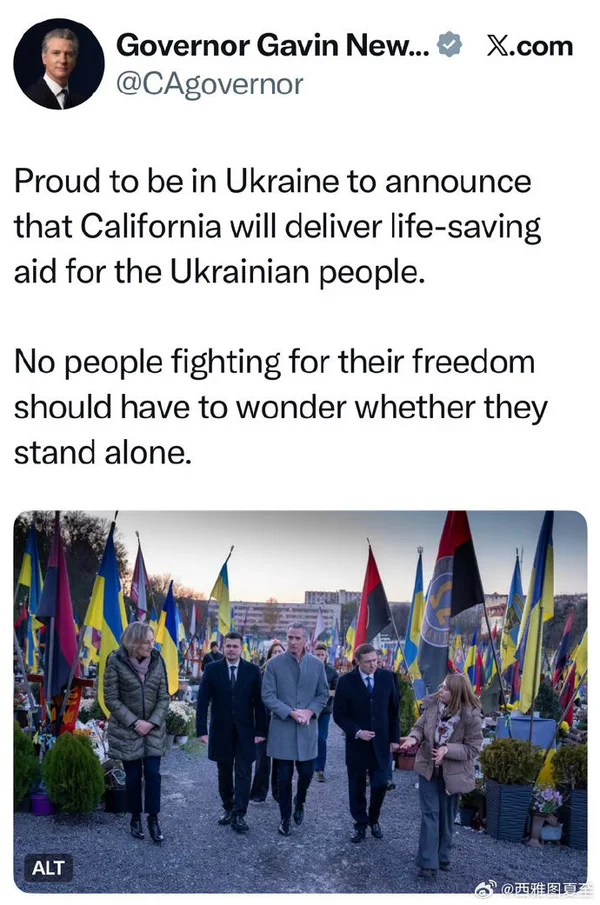 Governor Gavin New... X.com
@CAgovernor
Proud to be in Ukraine to announce
that California will deliver life-saving
aid for the Ukrainian people.
No people fighting for their freedom
should have to wonder whether they
stand alone.
ALT
@西雅图夏至